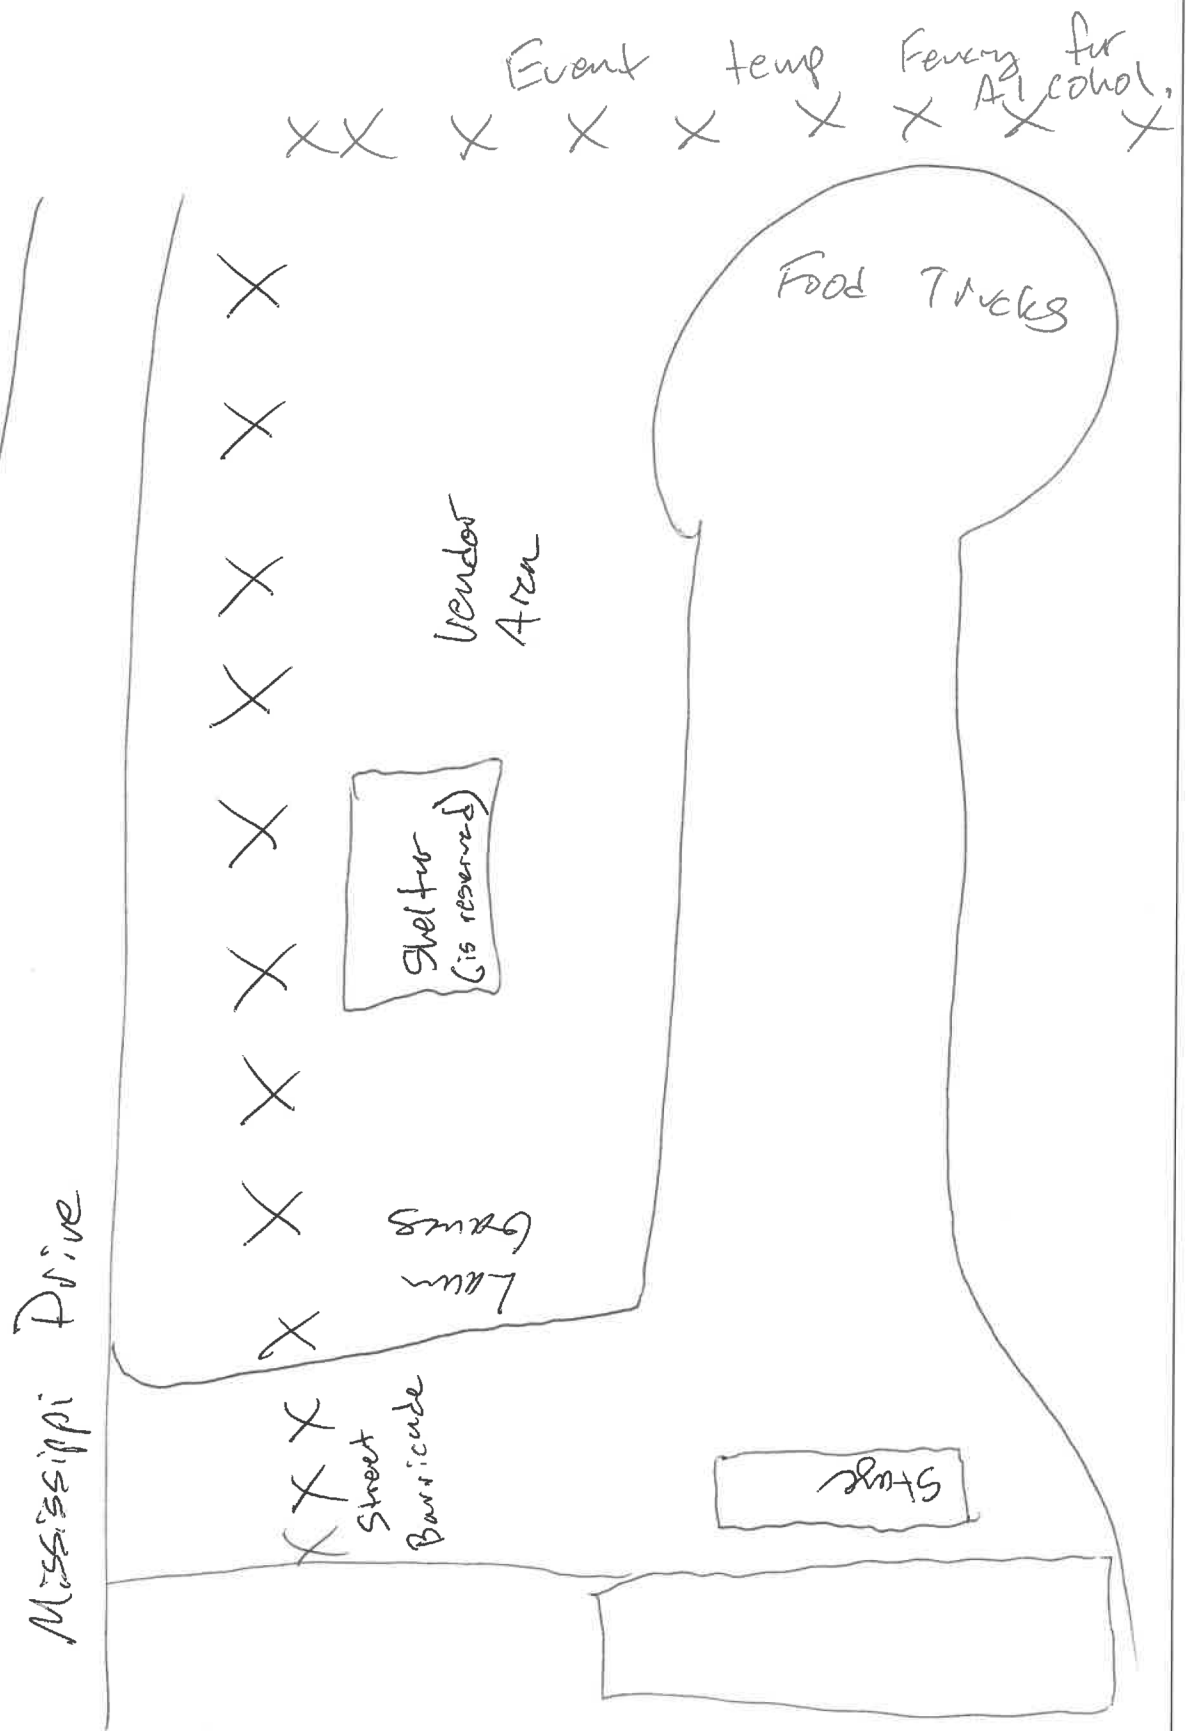 Event temp Fencing for
Alcohol.
XX X X X X X X X
Food Trucks
X
X
X
X
X
X
X
X
X
X
X
X
Vendor
Area
Shelter
(is reserved)
Lawn
Games
Street
Barricade
Stage
Mississippi Drive